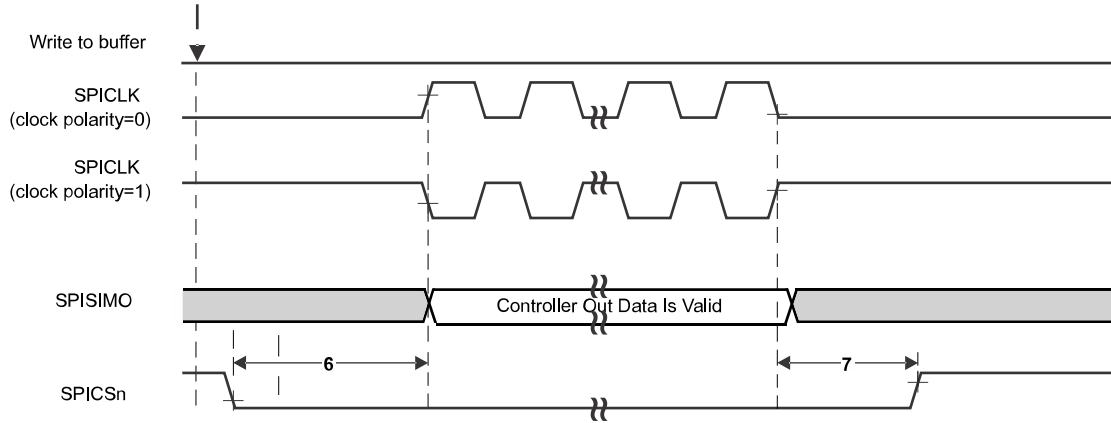 Write to buffer
SPICLK
(clock polarity=0)
SPICLK
(clock polarity=1)
SPISIMO
Controller Out Data Is Valid
6
7
SPICSn